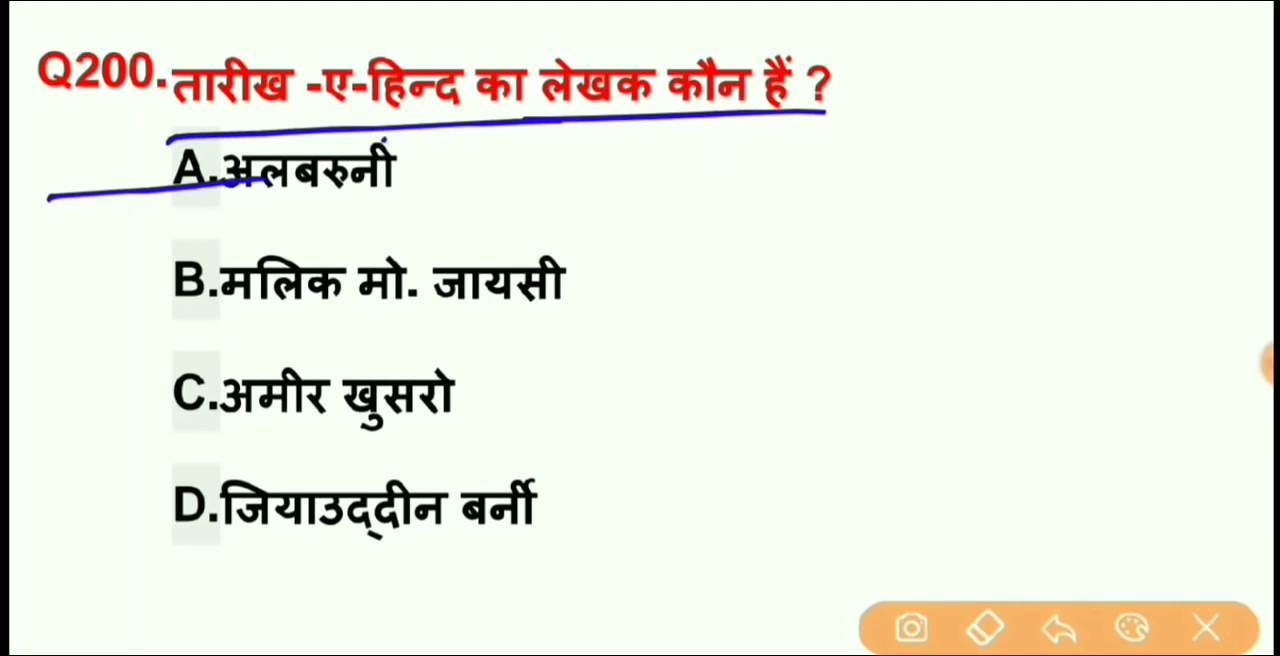 Q200.तारीख -ए-हिन्द का लेखक कौन हैं ?
A.अलबरुनी
B.मलिक मो. जायसी
C.अमीर खुसरो
D.जियाउद्दीन बर्नी